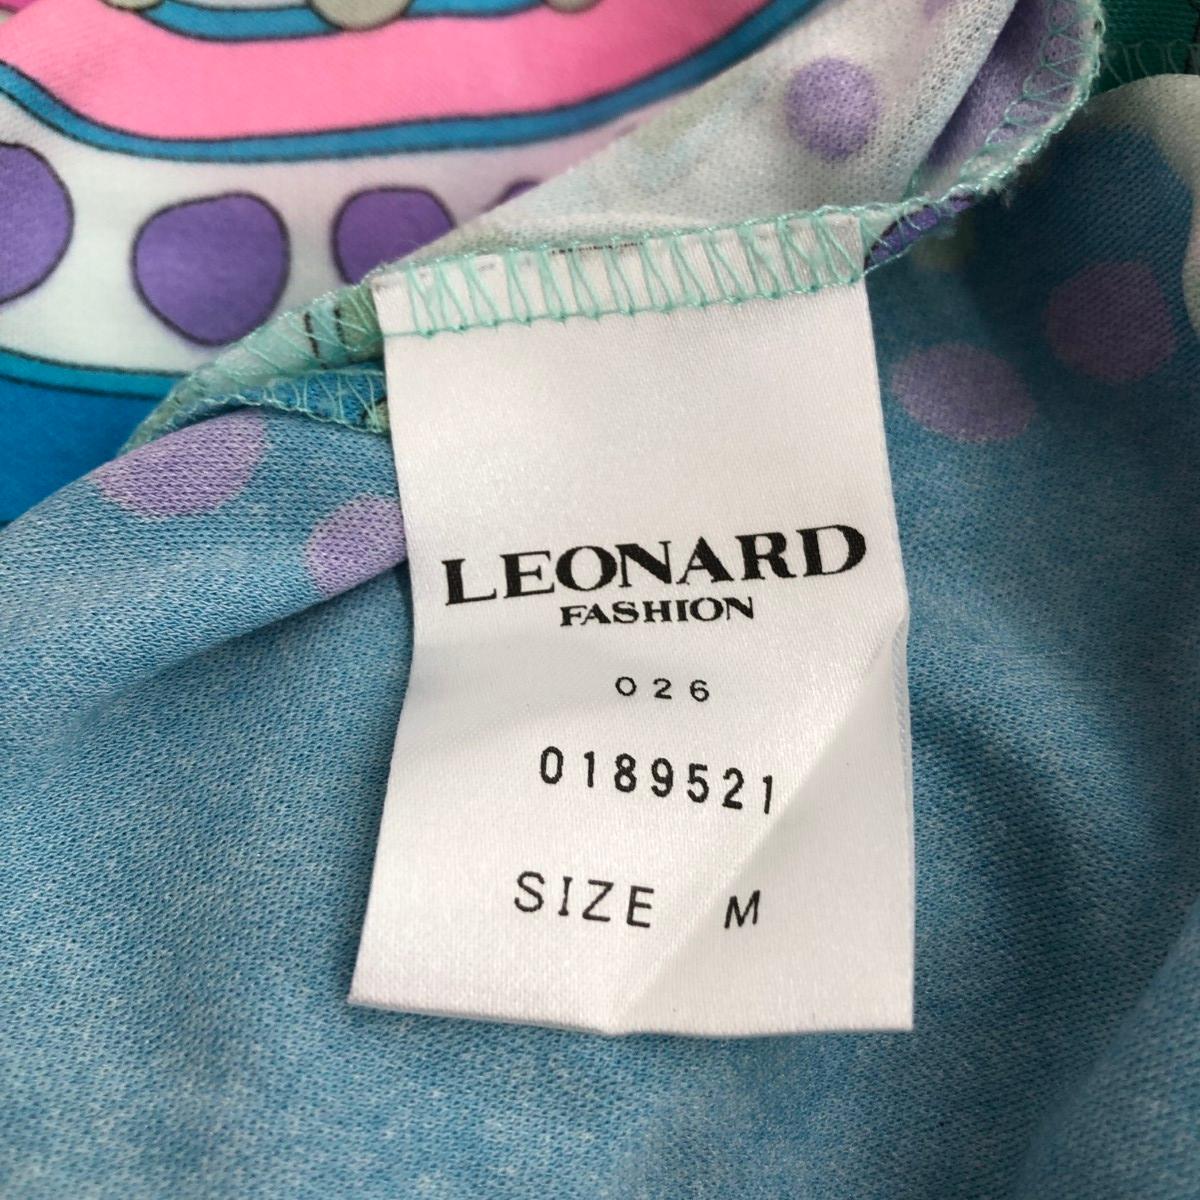 LEONARD
FASHION
026
0189521
SIZE M